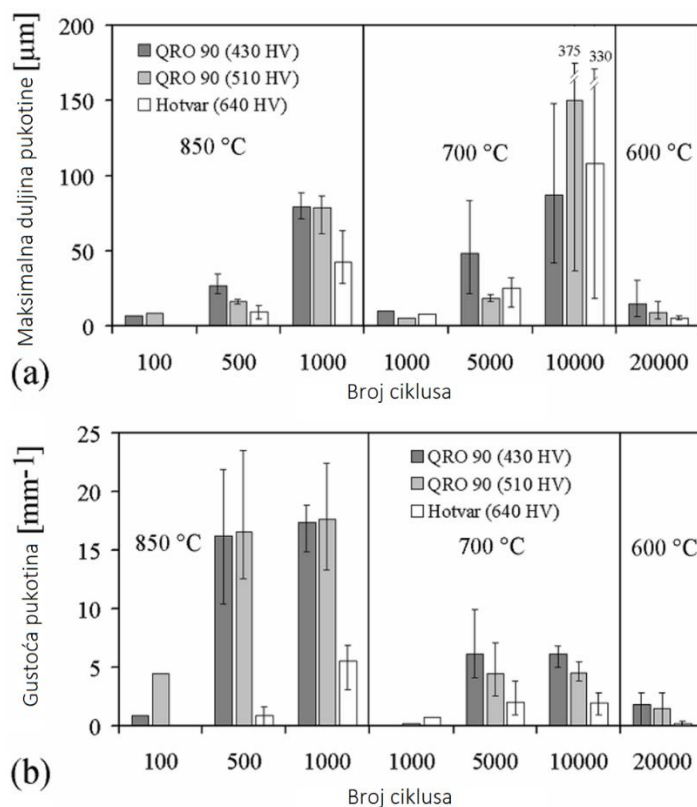 Maksimalna duljina pukotine [µm]
200
150
100
50
0
QRO 90 (430 HV)
QRO 90 (510 HV)
Hotvar (640 HV)
850 °C
700 °C
600 °C
375
330
100
500
1000
1000
5000
10000
20000
(a)
Broj ciklusa
Gustoća pukotina [mm-1]
25
20
15
10
5
0
QRO 90 (430 HV)
QRO 90 (510 HV)
Hotvar (640 HV)
850 °C
700 °C
600 °C
100
500
1000
1000
5000
10000
20000
(b)
Broj ciklusa